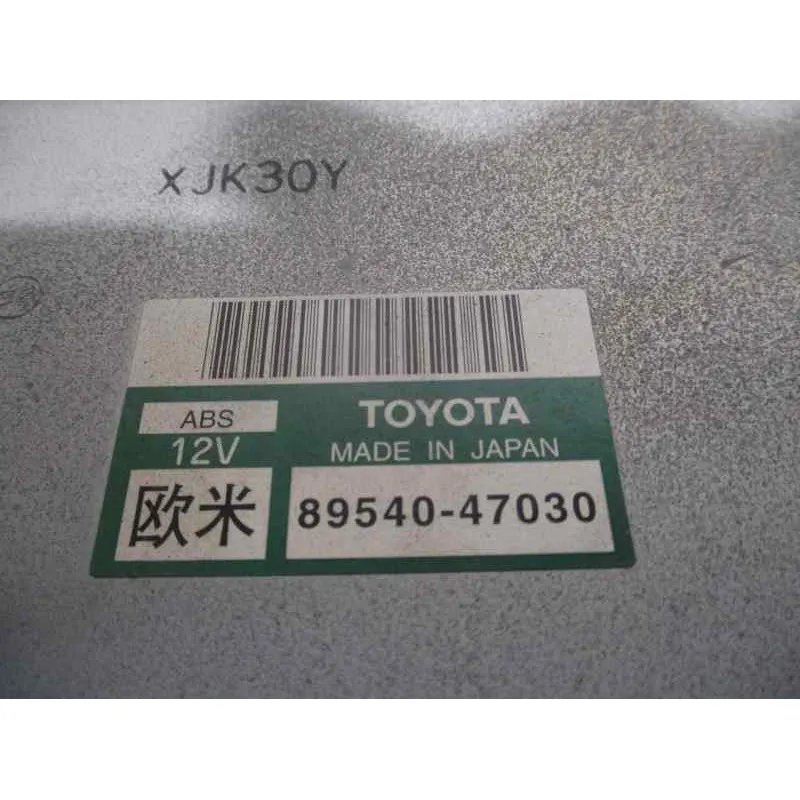 XJK30Y
ABS
TOYOTA
12V
MADE IN JAPAN
欧米
89540-47030